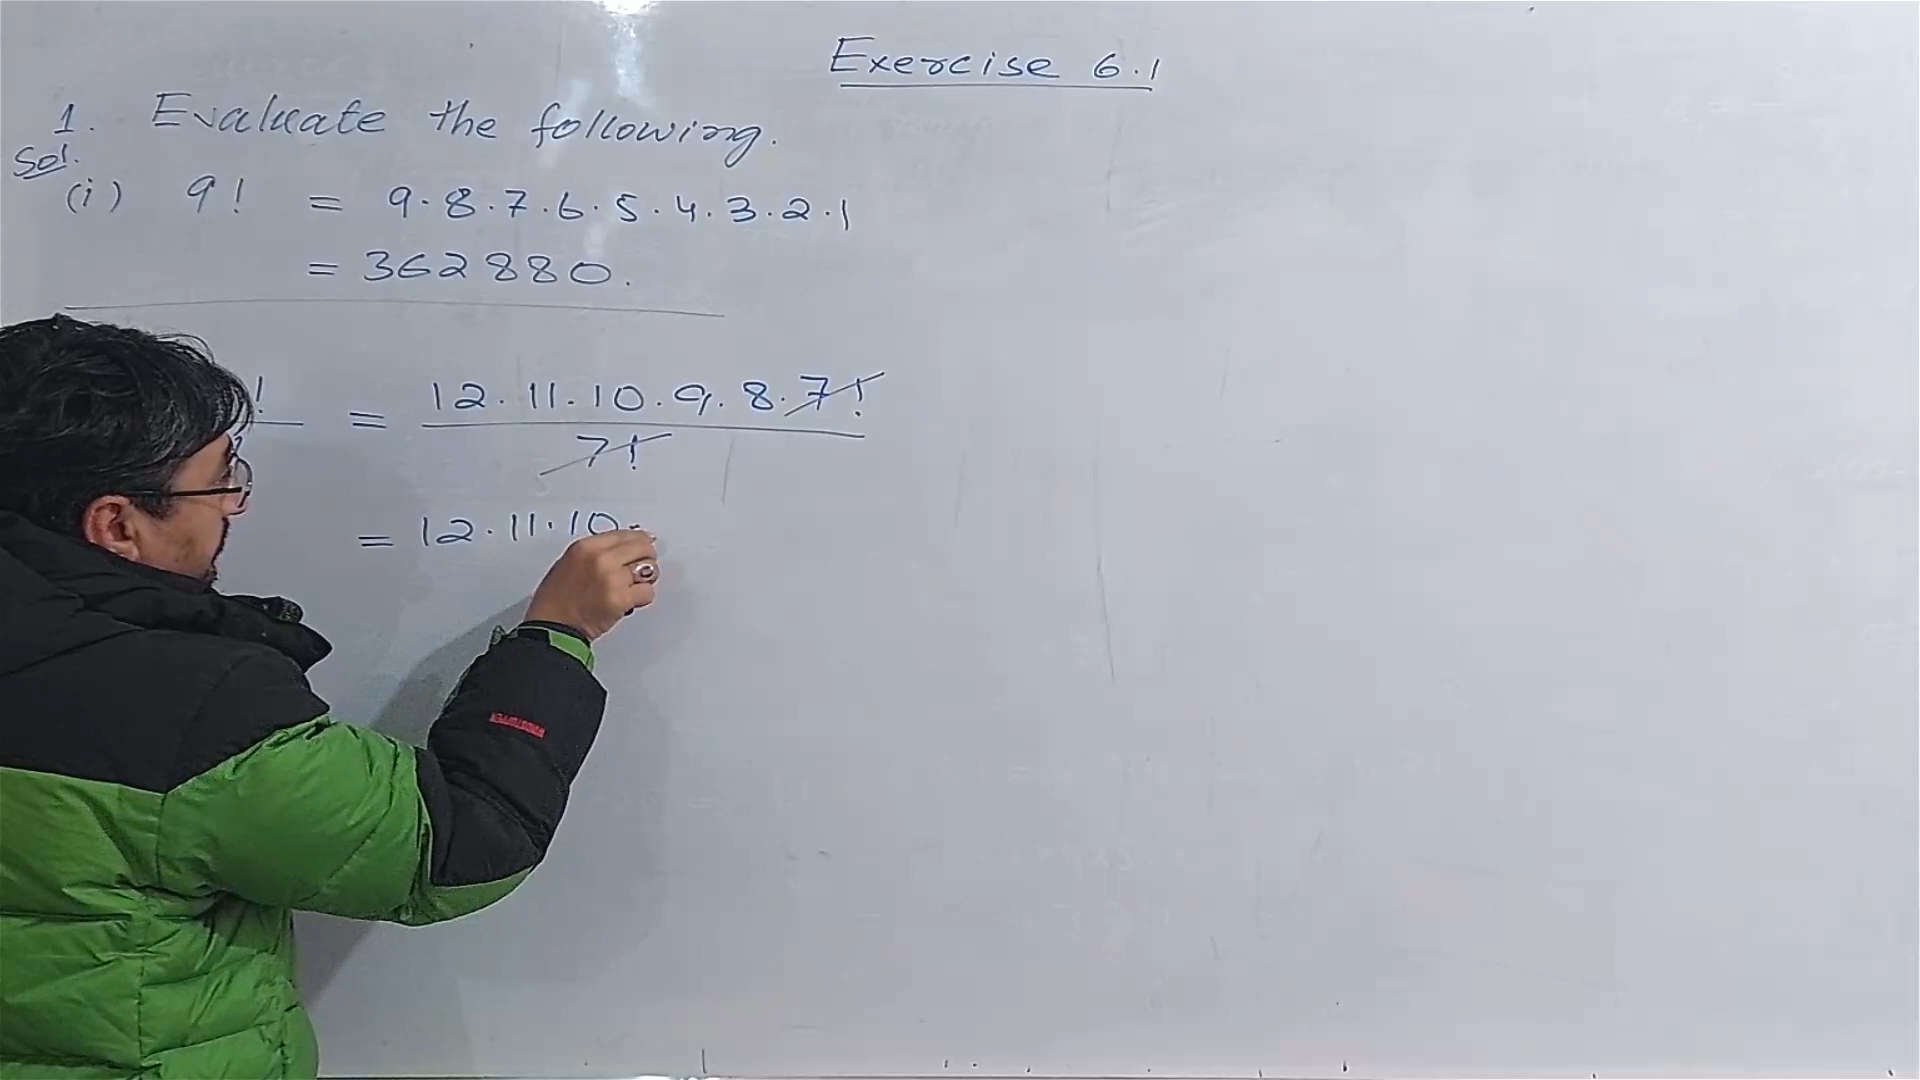 Exercise 6.1
1. Evaluate the following.
Sol.
(i) 9! = 9.8.7.6.5.4.3.2.1
= 362880.
! = 12.11.10.9.8.7!
7!
= 12.11.10.